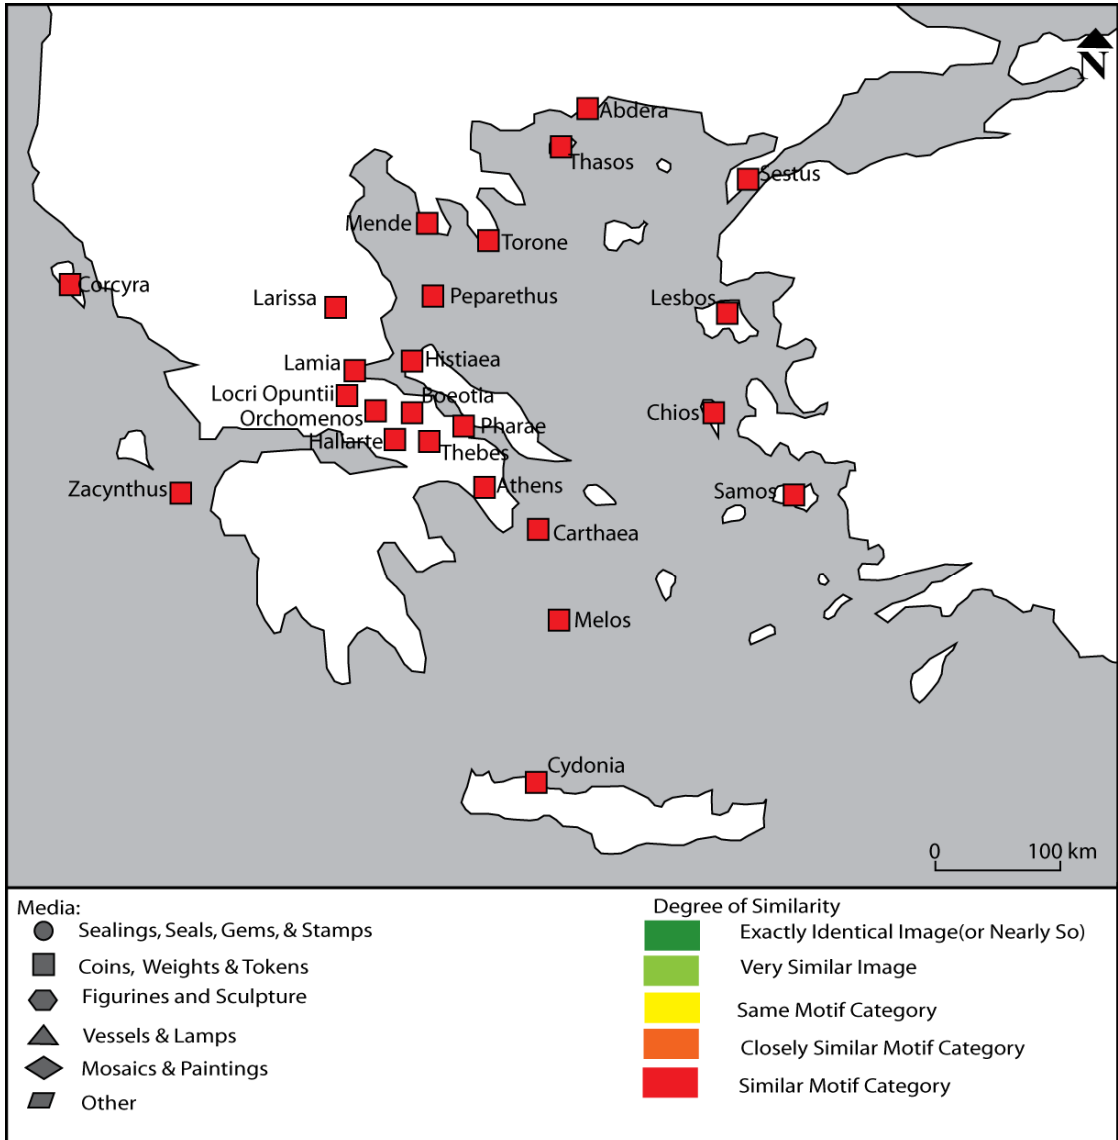 N
Abdera
Thasos
Sestus
Mende
Torone
Corcyra
Larissa
Peparethus
Lesbos
Lamia
Histiaea
Locri Opuntii
Boeotia
Orchomenos
Chios
Pharae
Haliarte
Thebes
Zacynthus
Athens
Samos
Carthaea
Melos
Cydonia
0 100 km
Media:
Sealings, Seals, Gems, & Stamps
Coins, Weights & Tokens
Figurines and Sculpture
Vessels & Lamps
Mosaics & Paintings
Other
Degree of Similarity
Exactly Identical Image(or Nearly So)
Very Similar Image
Same Motif Category
Closely Similar Motif Category
Similar Motif Category